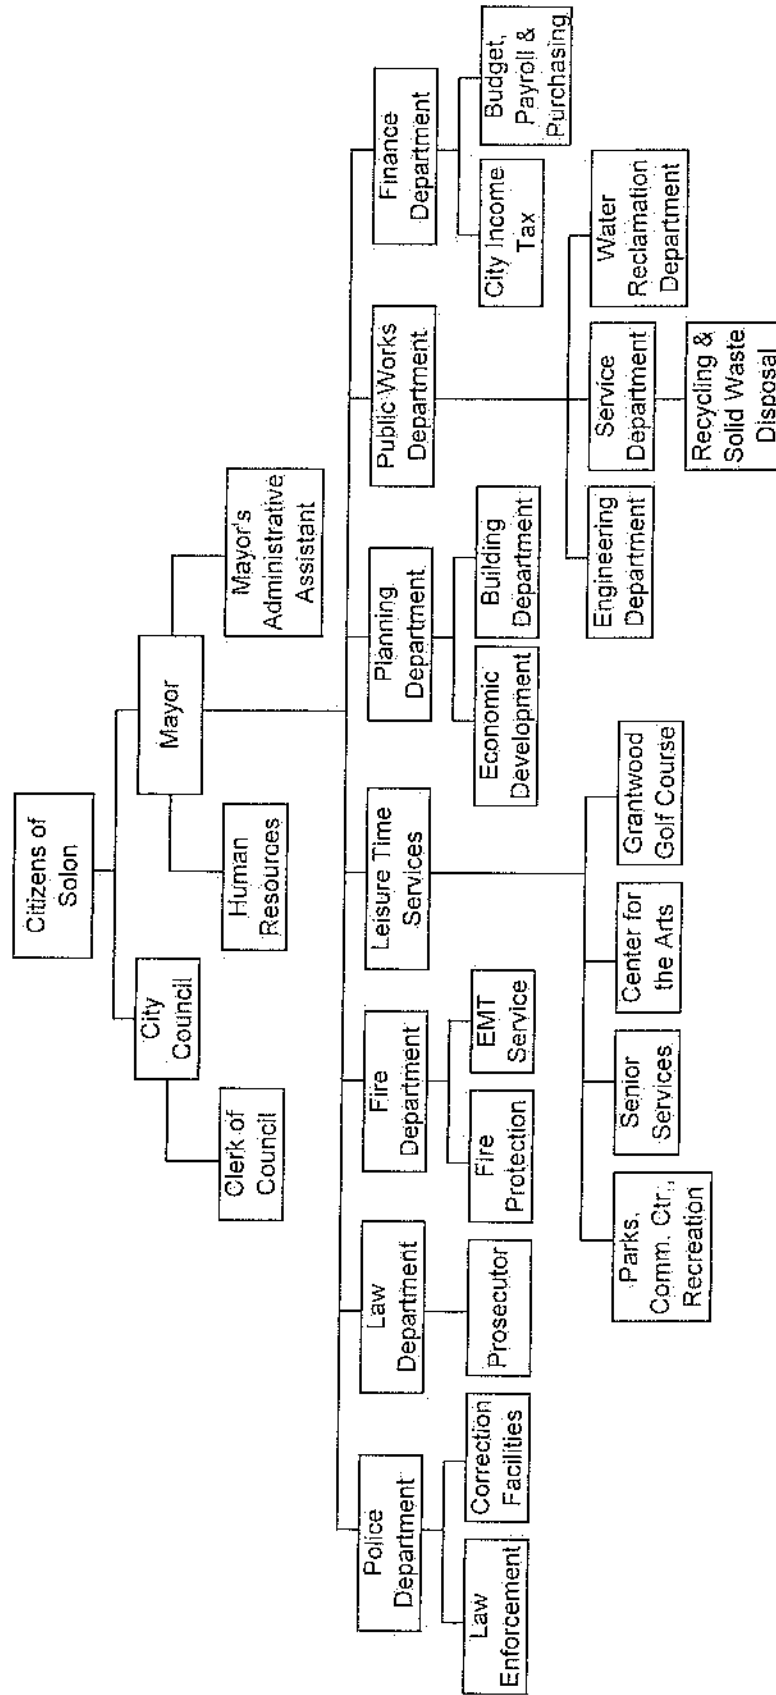 Citizens of
Solon
City
Council
Mayor
Clerk of
Council
Human
Resources
Mayor's
Administrative
Assistant
Police
Department
Law
Department
Fire
Department
Leisure Time
Services
Planning
Department
Public Works
Department
Finance
Department
Law
Enforcement
Correction
Facilities
Prosecutor
Fire
Protection
EMT
Service
Economic
Development
Building
Department
City Income
Tax
Budget,
Payroll &
Purchasing
Parks,
Comm. Ctr.,
Recreation
Senior
Services
Center for
the Arts
Grantwood
Golf Course
Engineering
Department
Service
Department
Water
Reclamation
Department
Recycling &
Solid Waste
Disposal